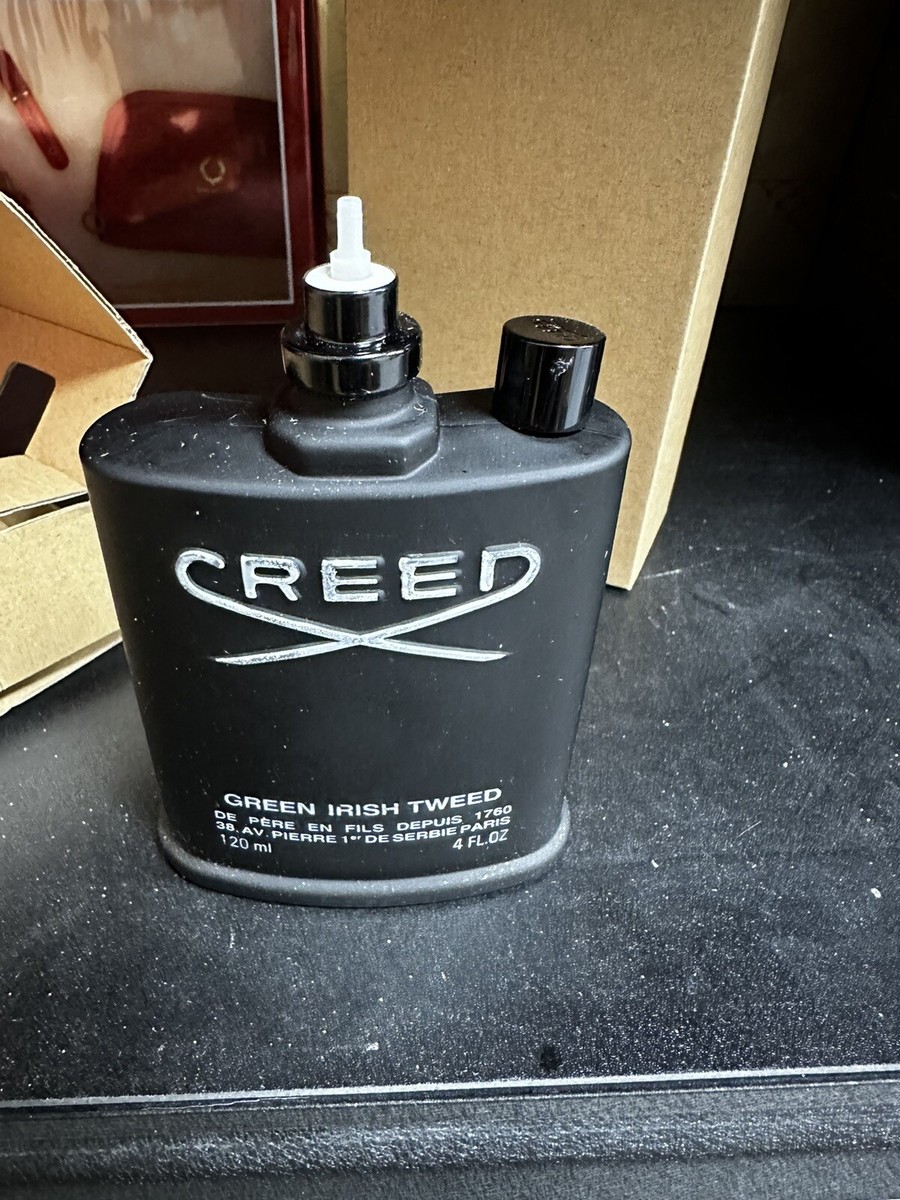 CREED
GREEN IRISH TWEED
DE PÈRE EN FILS DEPUIS 1760
38. AV. PIERRE 1er DE SERBIE PARIS
120 ml 4 FL.OZ